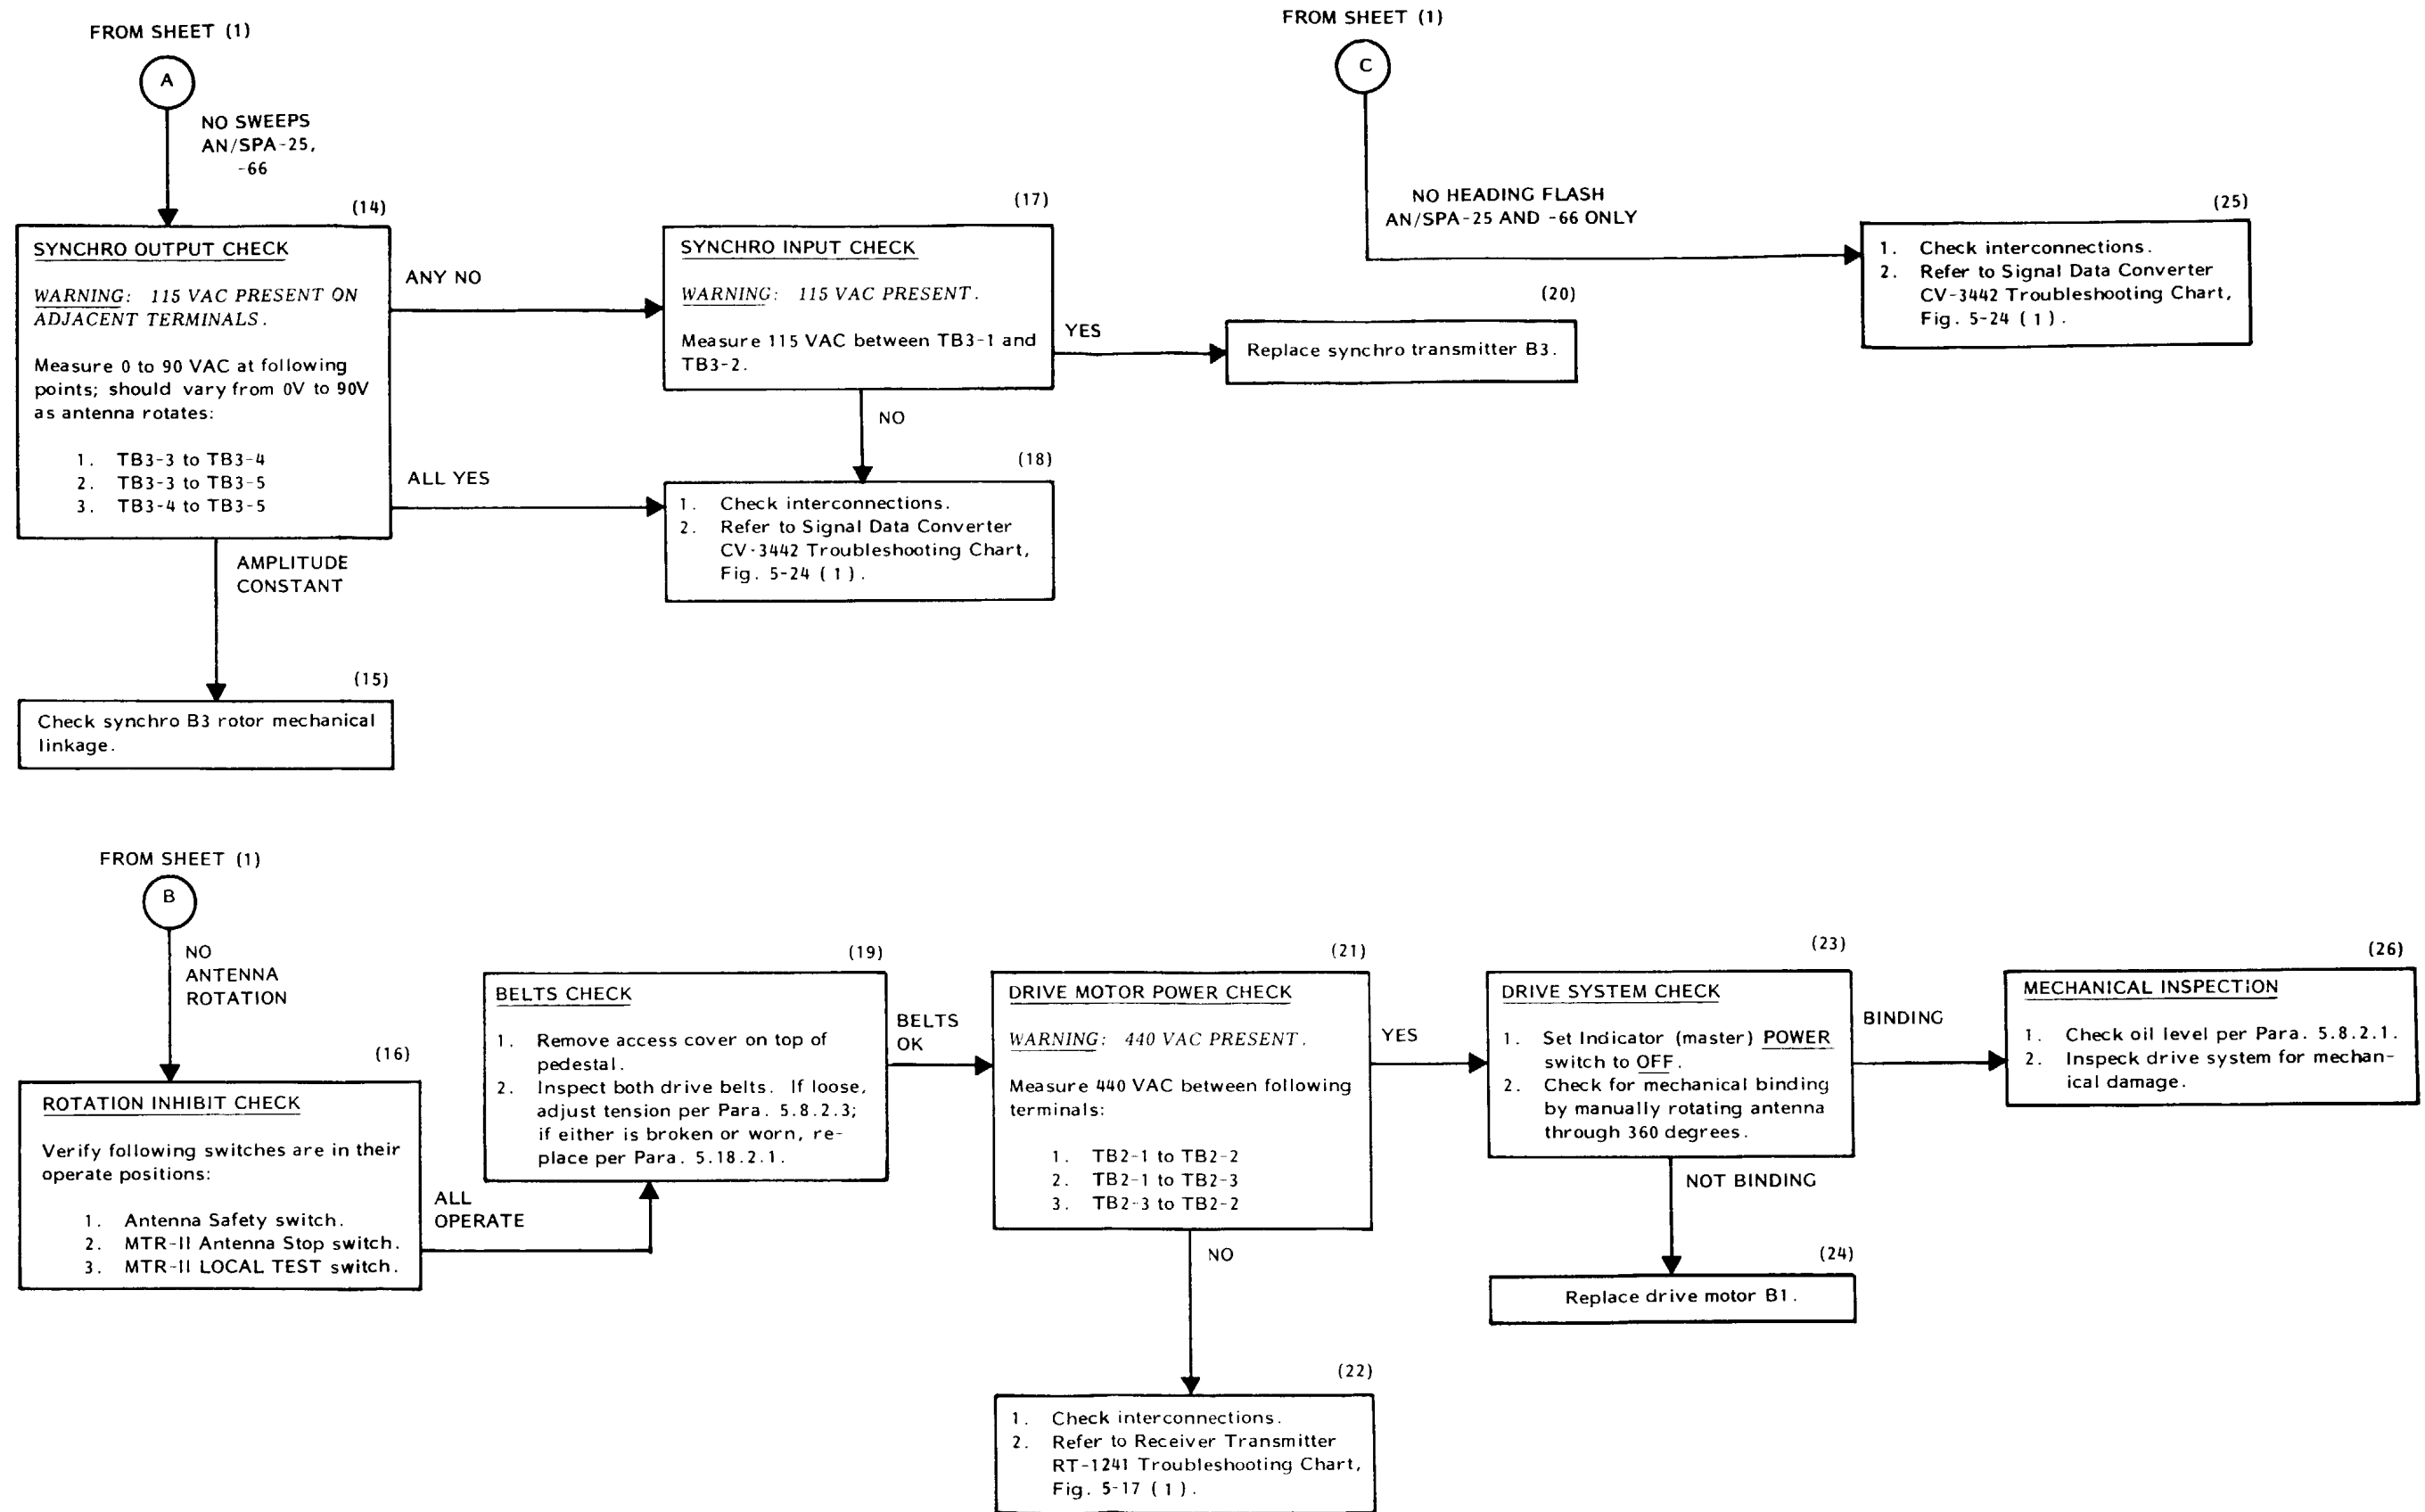 FROM SHEET (1)
A
NO SWEEPS
AN/SPA-25,
-66
(14)
SYNCHRO OUTPUT CHECK
WARNING: 115 VAC PRESENT ON
ADJACENT TERMINALS.
Measure 0 to 90 VAC at following
points; should vary from 0V to 90V
as antenna rotates:
1. TB3-3 to TB3-4
2. TB3-3 to TB3-5
3. TB3-4 to TB3-5
ANY NO
ALL YES
AMPLITUDE
CONSTANT
(15)
Check synchro B3 rotor mechanical
linkage.
(17)
SYNCHRO INPUT CHECK
WARNING: 115 VAC PRESENT.
Measure 115 VAC between TB3-1 and
TB3-2.
YES
NO
(18)
1. Check interconnections.
2. Refer to Signal Data Converter
CV-3442 Troubleshooting Chart,
Fig. 5-24 (1).
(20)
Replace synchro transmitter B3.
FROM SHEET (1)
C
NO HEADING FLASH
AN/SPA-25 AND -66 ONLY
(25)
1. Check interconnections.
2. Refer to Signal Data Converter
CV-3442 Troubleshooting Chart,
Fig. 5-24 (1).
FROM SHEET (1)
B
NO
ANTENNA
ROTATION
(16)
ROTATION INHIBIT CHECK
Verify following switches are in their
operate positions:
1. Antenna Safety switch.
2. MTR-II Antenna Stop switch.
3. MTR-II LOCAL TEST switch.
ALL
OPERATE
(19)
BELTS CHECK
1. Remove access cover on top of
pedestal.
2. Inspect both drive belts. If loose,
adjust tension per Para. 5.8.2.3;
if either is broken or worn, re-
place per Para. 5.18.2.1.
BELTS
OK
(21)
DRIVE MOTOR POWER CHECK
WARNING: 440 VAC PRESENT.
Measure 440 VAC between following
terminals:
1. TB2-1 to TB2-2
2. TB2-1 to TB2-3
3. TB2-3 to TB2-2
YES
NO
(22)
1. Check interconnections.
2. Refer to Receiver Transmitter
RT-1241 Troubleshooting Chart,
Fig. 5-17 (1).
(23)
DRIVE SYSTEM CHECK
1. Set Indicator (master) POWER
switch to OFF.
2. Check for mechanical binding
by manually rotating antenna
through 360 degrees.
BINDING
NOT BINDING
(24)
Replace drive motor B1.
(26)
MECHANICAL INSPECTION
1. Check oil level per Para. 5.8.2.1.
2. Inspeck drive system for mechan-
ical damage.